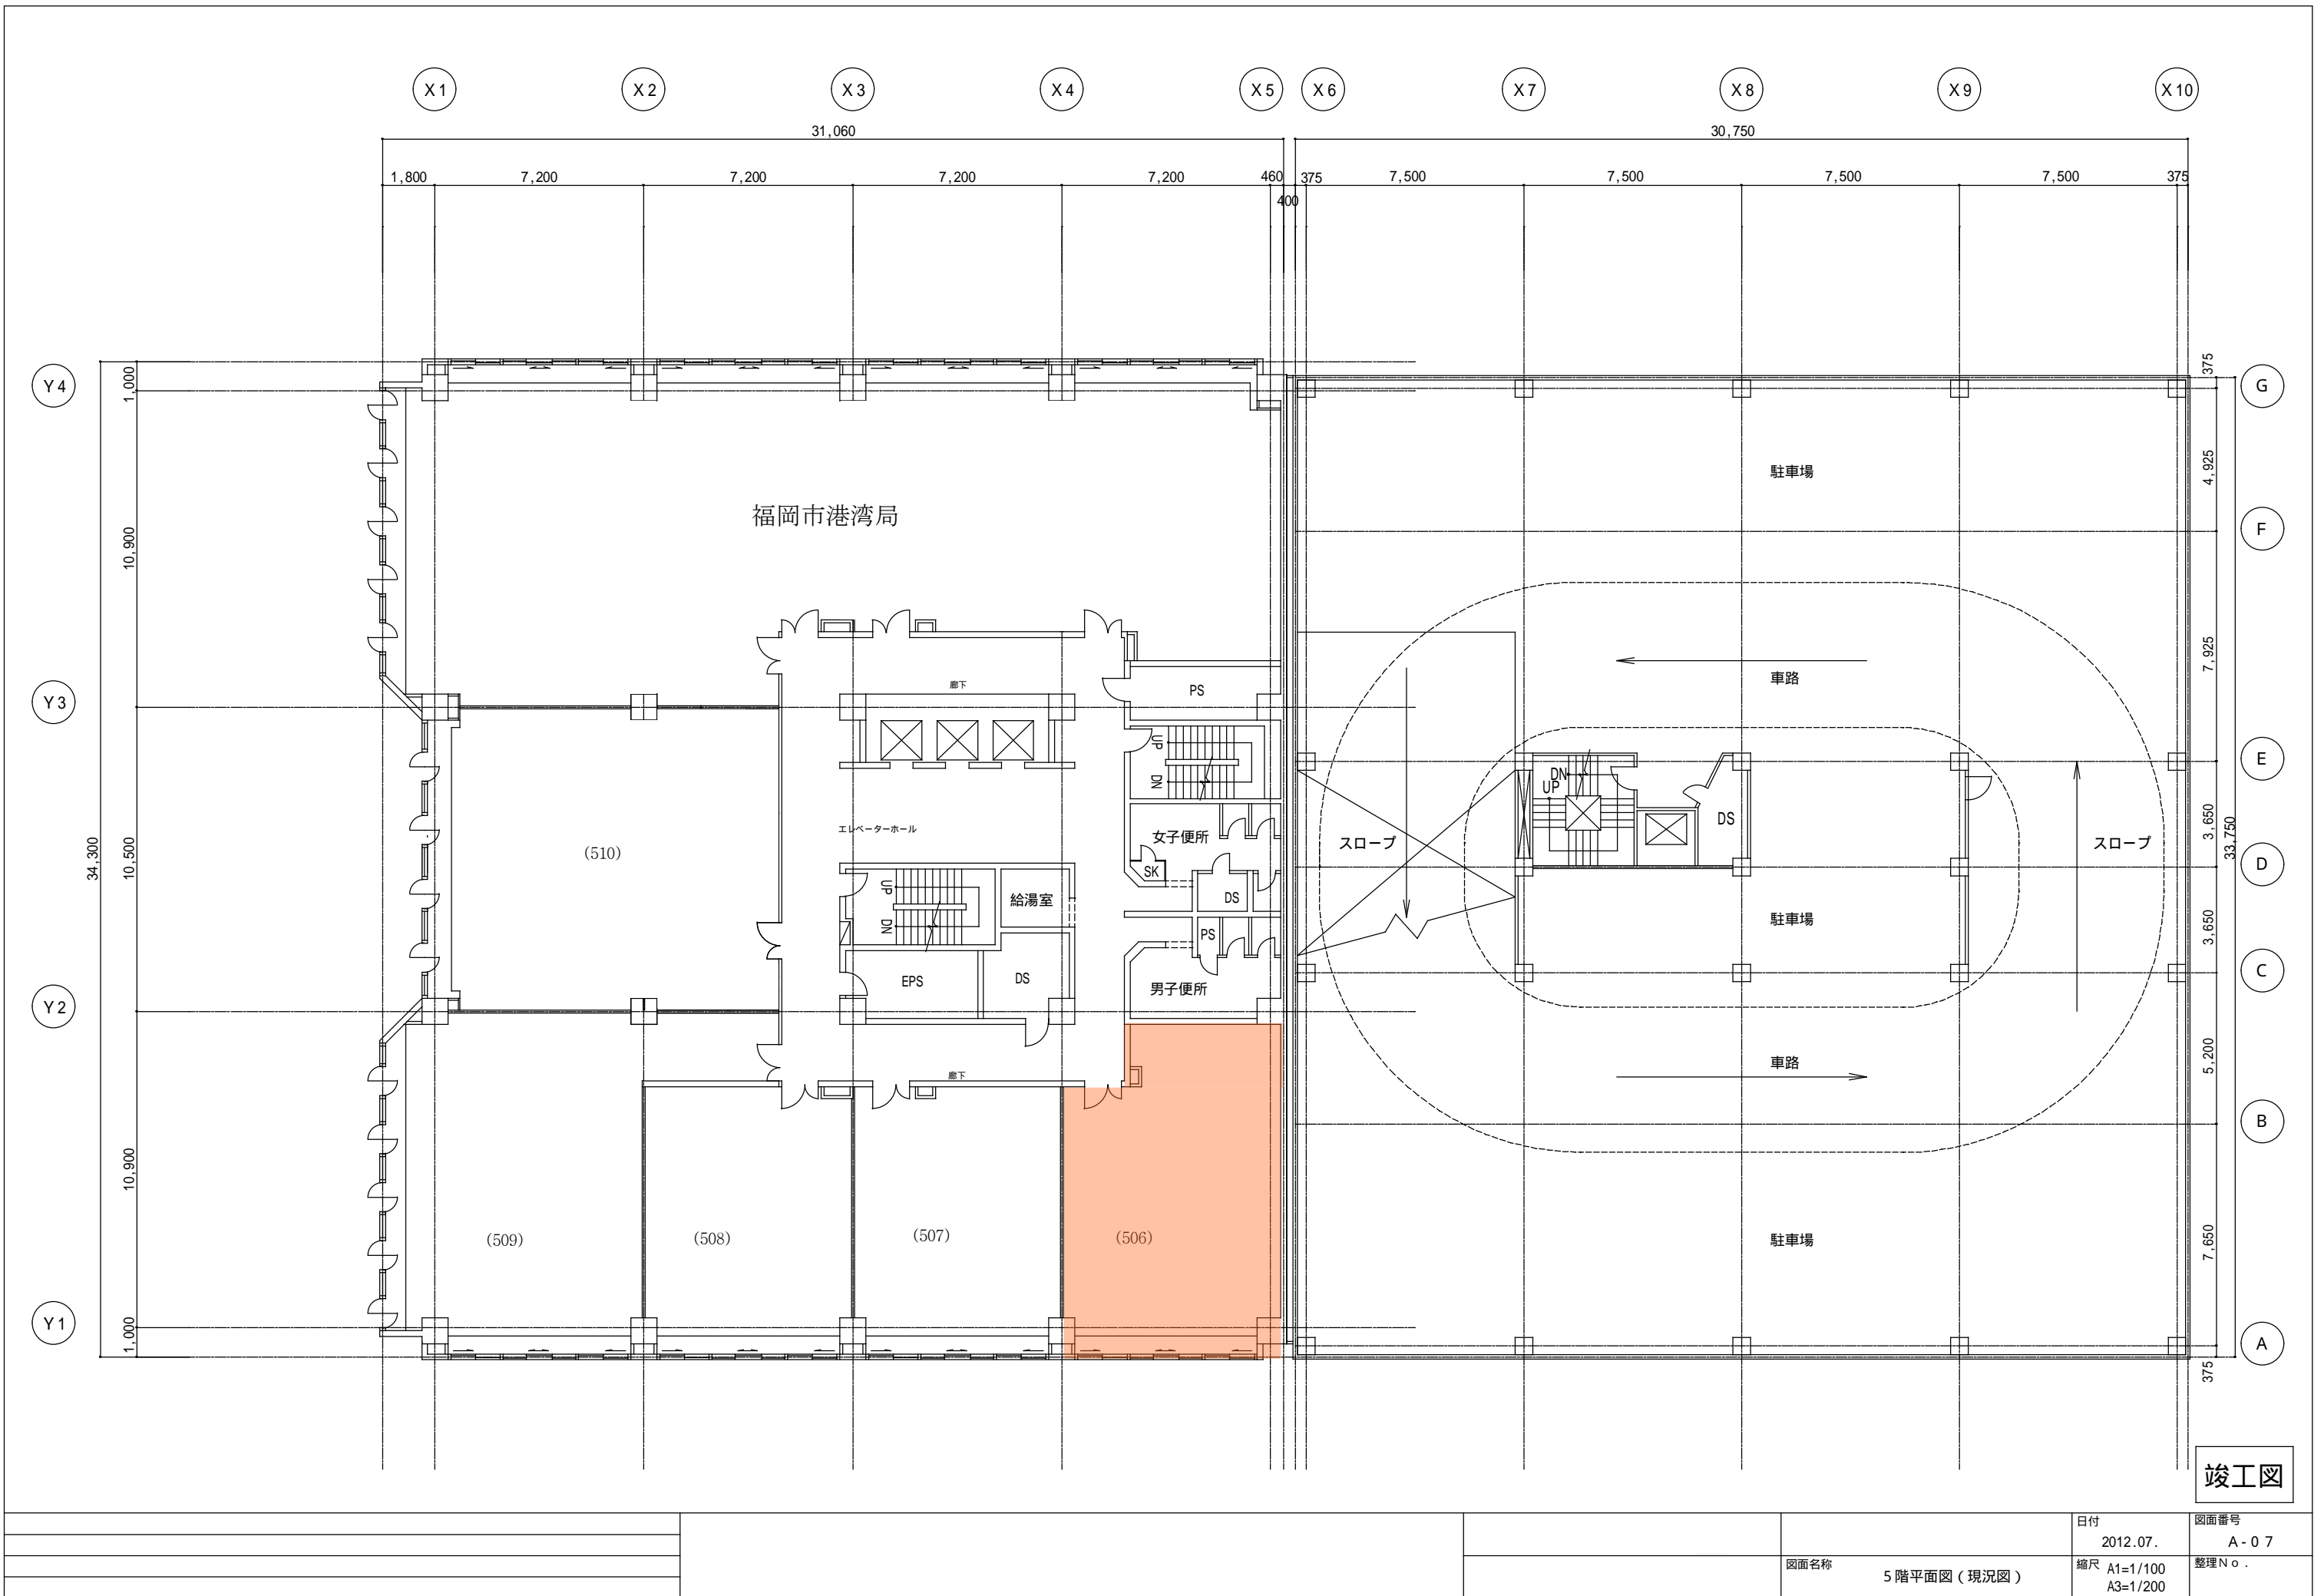 X1 X2 X3 X4 X5 X6 X7 X8 X9 X10
31,060 30,750
1,800 7,200 7,200 7,200 7,200 460 375 7,500 7,500 7,500 7,500 375
400
Y4
Y3
Y2
Y1
1,000
10,900
10,500
10,900
1,000
34,300
福岡市港湾局
廊下
PS
UP
DN
エレベーターホール
女子便所
(510)
SK
DS
UP
DN
給湯室
PS
EPS
DS
男子便所
廊下
(509)
(508)
(507)
(506)
駐車場
車路
DN
UP
DS
スロープ
スロープ
駐車場
車路
駐車場
G
F
E
D
C
B
A
375
4,925
7,925
3,650
3,650
5,200
7,650
375
33,750
竣工図
日付
2012.07.
図面番号
A-07
図面名称
5階平面図(現況図)
縮尺 A1=1/100
A3=1/200
整理No.